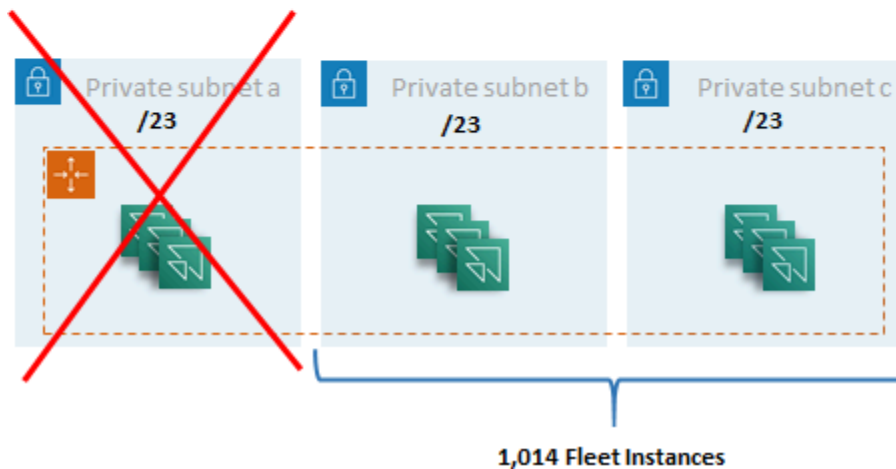 Private subnet a
/23
Private subnet b
/23
Private subnet c
/23
1,014 Fleet Instances